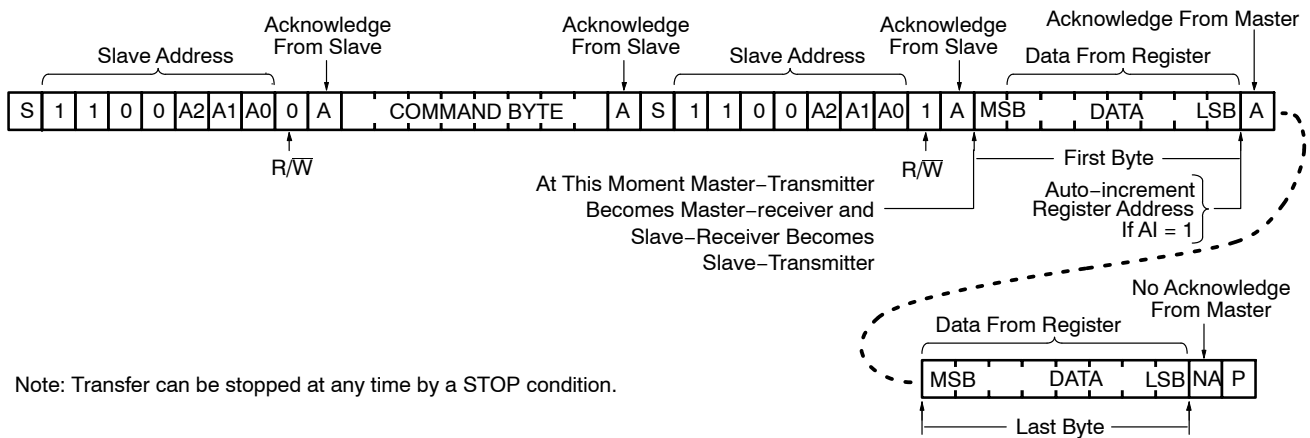 Acknowledge From Slave
Acknowledge From Slave
Acknowledge From Slave
Acknowledge From Master
Slave Address
Slave Address
Data From Register
S 1 1 0 0 A2 A1 A0 0 A COMMAND BYTE A S 1 1 0 0 A2 A1 A0 1 A MSB DATA LSB A
R/W̅
R/W̅
First Byte
At This Moment Master−Transmitter
Becomes Master−receiver and
Slave−Receiver Becomes
Slave−Transmitter
Auto−increment
Register Address
If AI = 1
No Acknowledge
From Master
Data From Register
MSB DATA LSB NA P
Last Byte
Note: Transfer can be stopped at any time by a STOP condition.